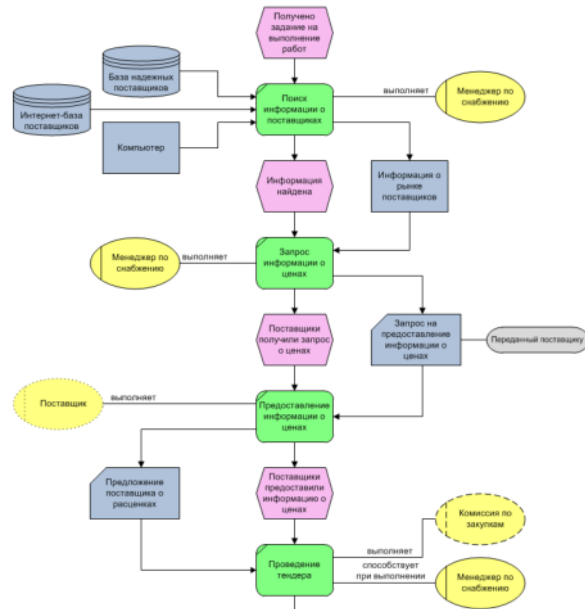 Получено
задание на
выполнение
работ
База надежных
поставщиков
Интернет-база
поставщиков
Компьютер
Поиск
информации о
поставщиках
выполняет
Менеджер по
снабжению
Информация
найдена
Информация о
рынке
поставщиков
Менеджер по
снабжению
выполняет
Запрос
информации о
ценах
Поставщики
получили запрос
о ценах
Запрос на
предоставление
информации о
ценах
Переданный поставщику
Поставщик
выполняет
Предоставление
информации о
ценах
Предложение
поставщика о
расценках
Поставщики
предоставили
информацию о
ценах
Проведение
тендера
выполняет
Комиссия по
закупкам
способствует
при выполнении
Менеджер по
снабжению